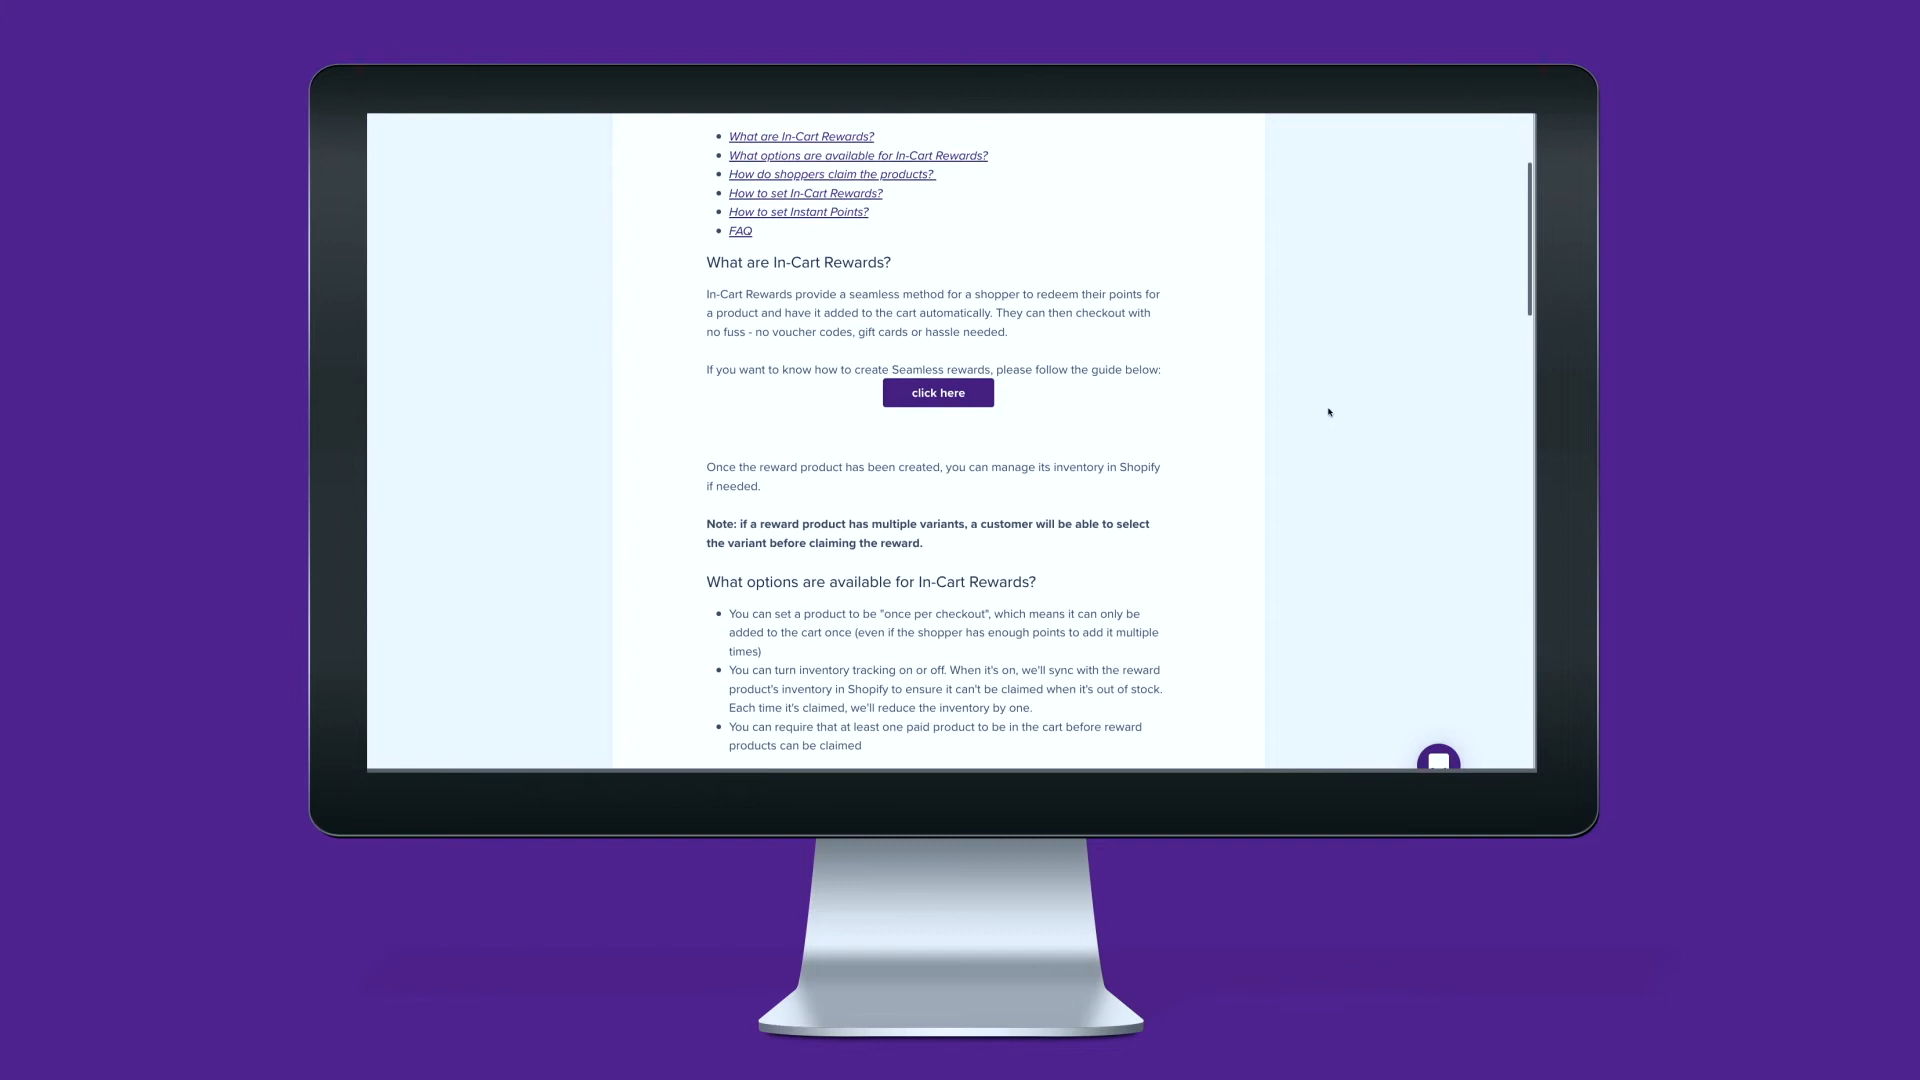 What are In-Cart Rewards?
What options are available for In-Cart Rewards?
How do shoppers claim the products?
How to set In-Cart Rewards?
How to set Instant Points?
FAQ
What are In-Cart Rewards?
In-Cart Rewards provide a seamless method for a shopper to redeem their points for
a product and have it added to the cart automatically. They can then checkout with
no fuss - no voucher codes, gift cards or hassle needed.
If you want to know how to create Seamless rewards, please follow the guide below:
click here
Once the reward product has been created, you can manage its inventory in Shopify
if needed.
Note: if a reward product has multiple variants, a customer will be able to select
the variant before claiming the reward.
What options are available for In-Cart Rewards?
You can set a product to be "once per checkout", which means it can only be
added to the cart once (even if the shopper has enough points to add it multiple
times)
You can turn inventory tracking on or off. When it's on, we'll sync with the reward
product's inventory in Shopify to ensure it can't be claimed when it's out of stock.
Each time it's claimed, we'll reduce the inventory by one.
You can require that at least one paid product to be in the cart before reward
products can be claimed